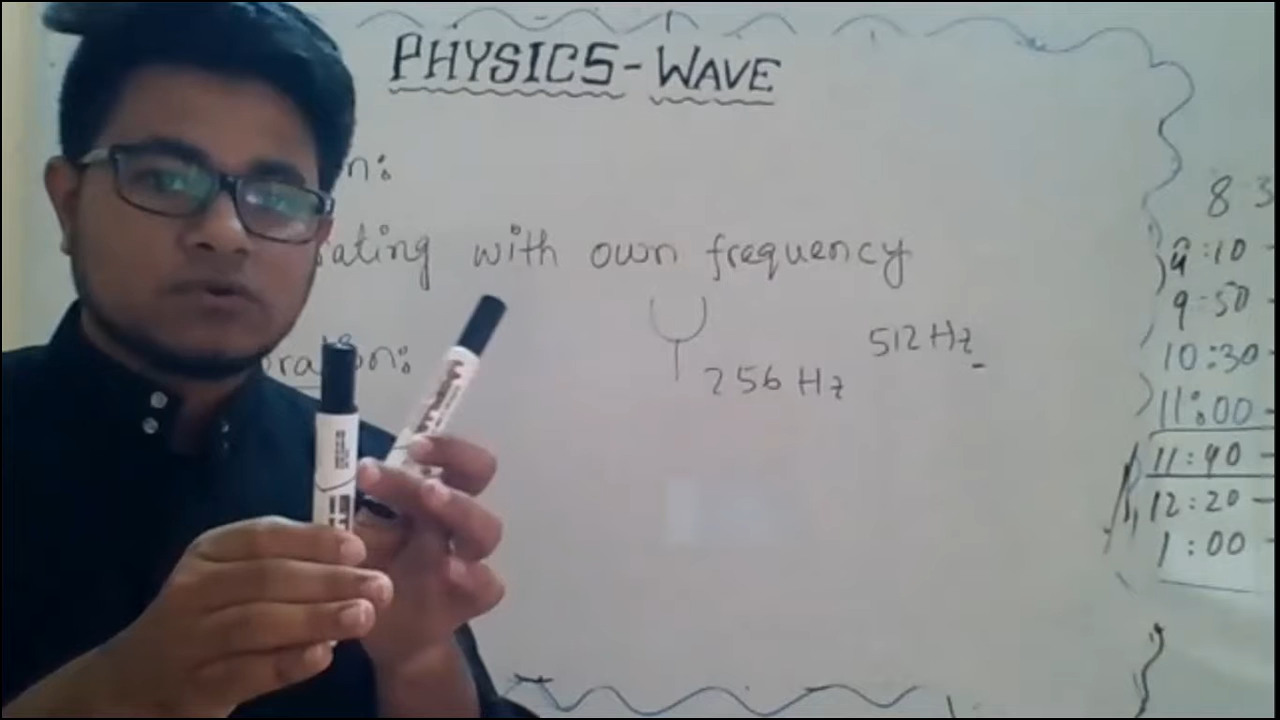 PHYSICS-WAVE
n:
rating with own frequency
512 Hz
oration:
256 Hz
8 3
9:10
9:50
10:30
11:00
11:40
12:20
1:00